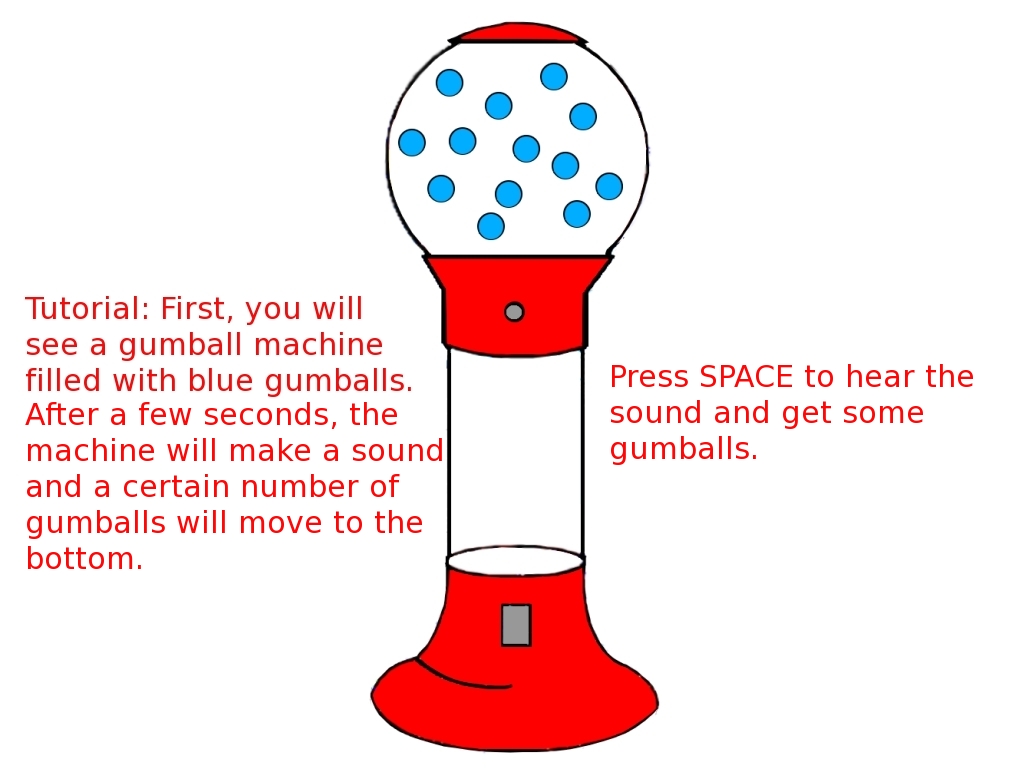 Tutorial: First, you will
see a gumball machine
filled with blue gumballs.
After a few seconds, the
machine will make a sound
and a certain number of
gumballs will move to the
bottom.
Press SPACE to hear the
sound and get some
gumballs.